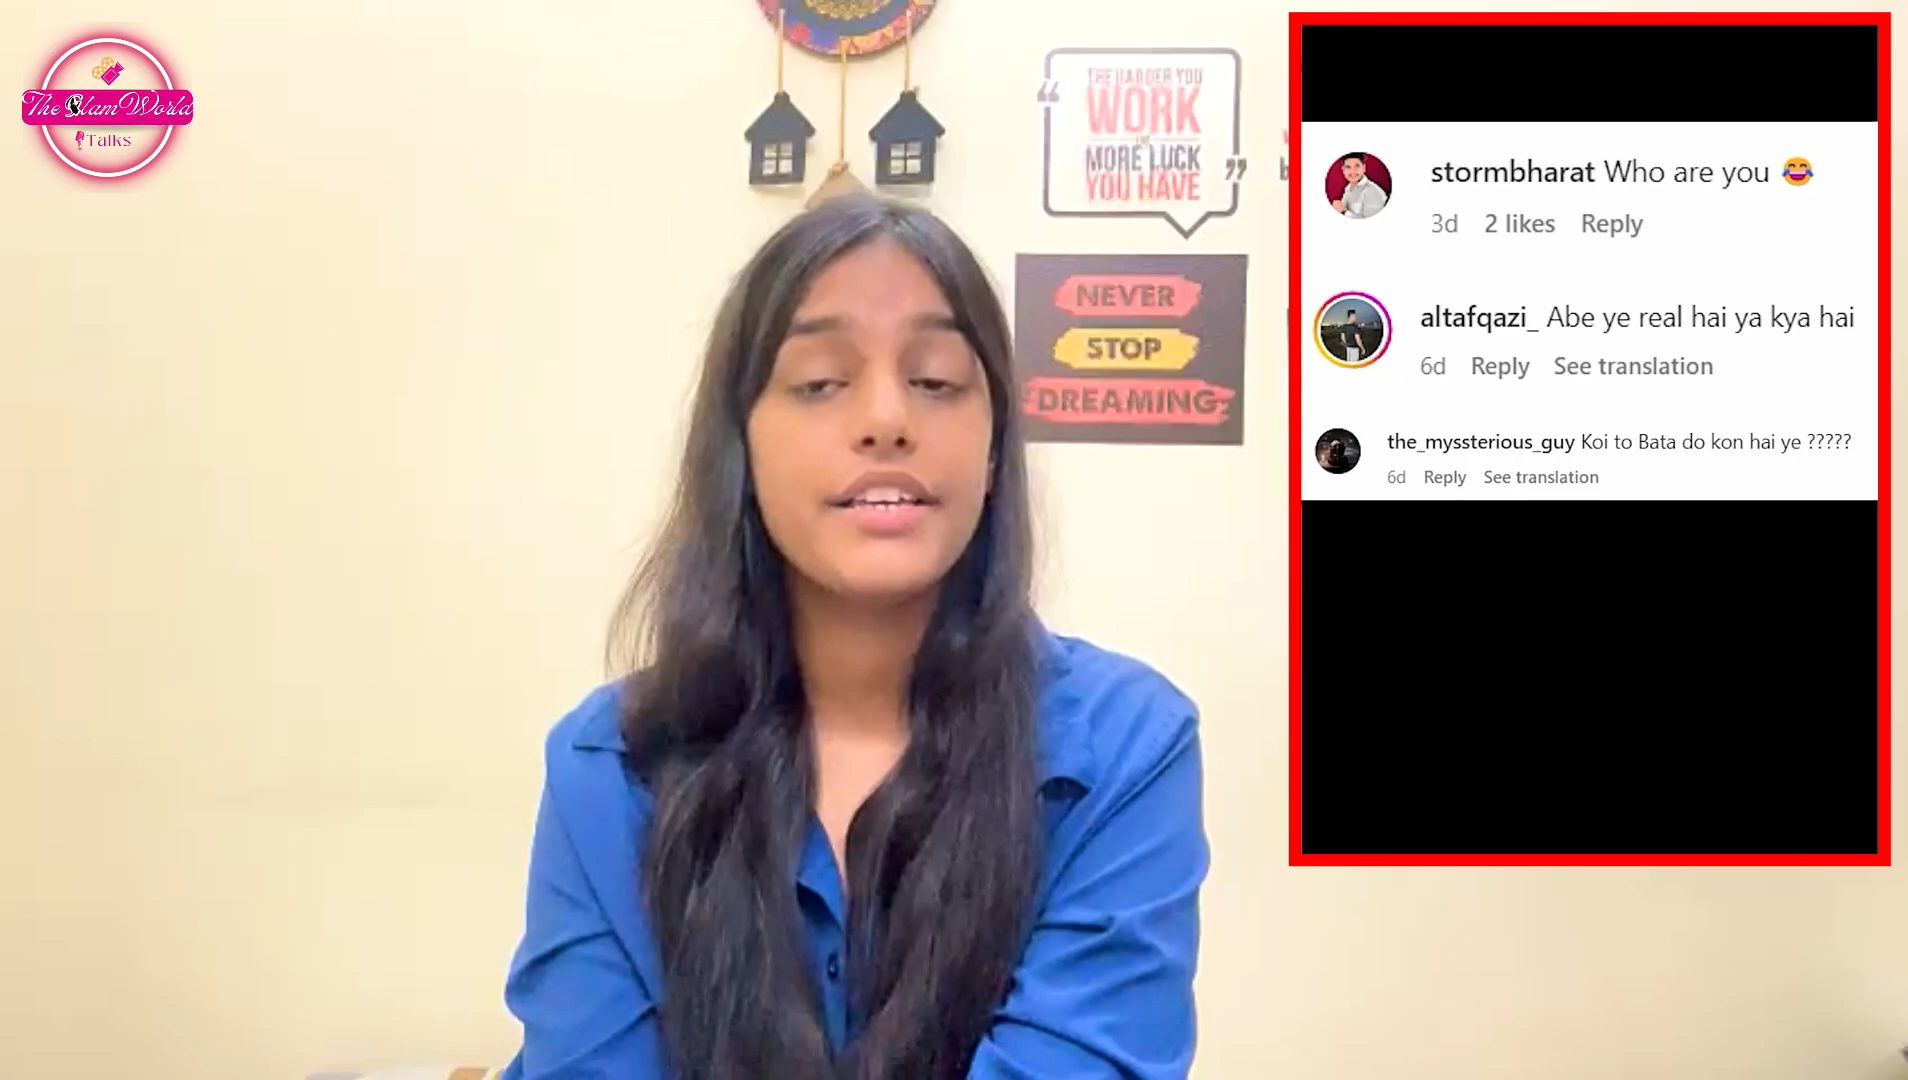 The Glam World
Talks
THE HARDER YOU
WORK
THE
MORE LUCK
YOU HAVE
NEVER
STOP
DREAMING
stormbharat Who are you 😂
3d 2 likes Reply
altafqazi_ Abe ye real hai ya kya hai
6d Reply See translation
the_myssterious_guy Koi to Bata do kon hai ye ?????
6d Reply See translation